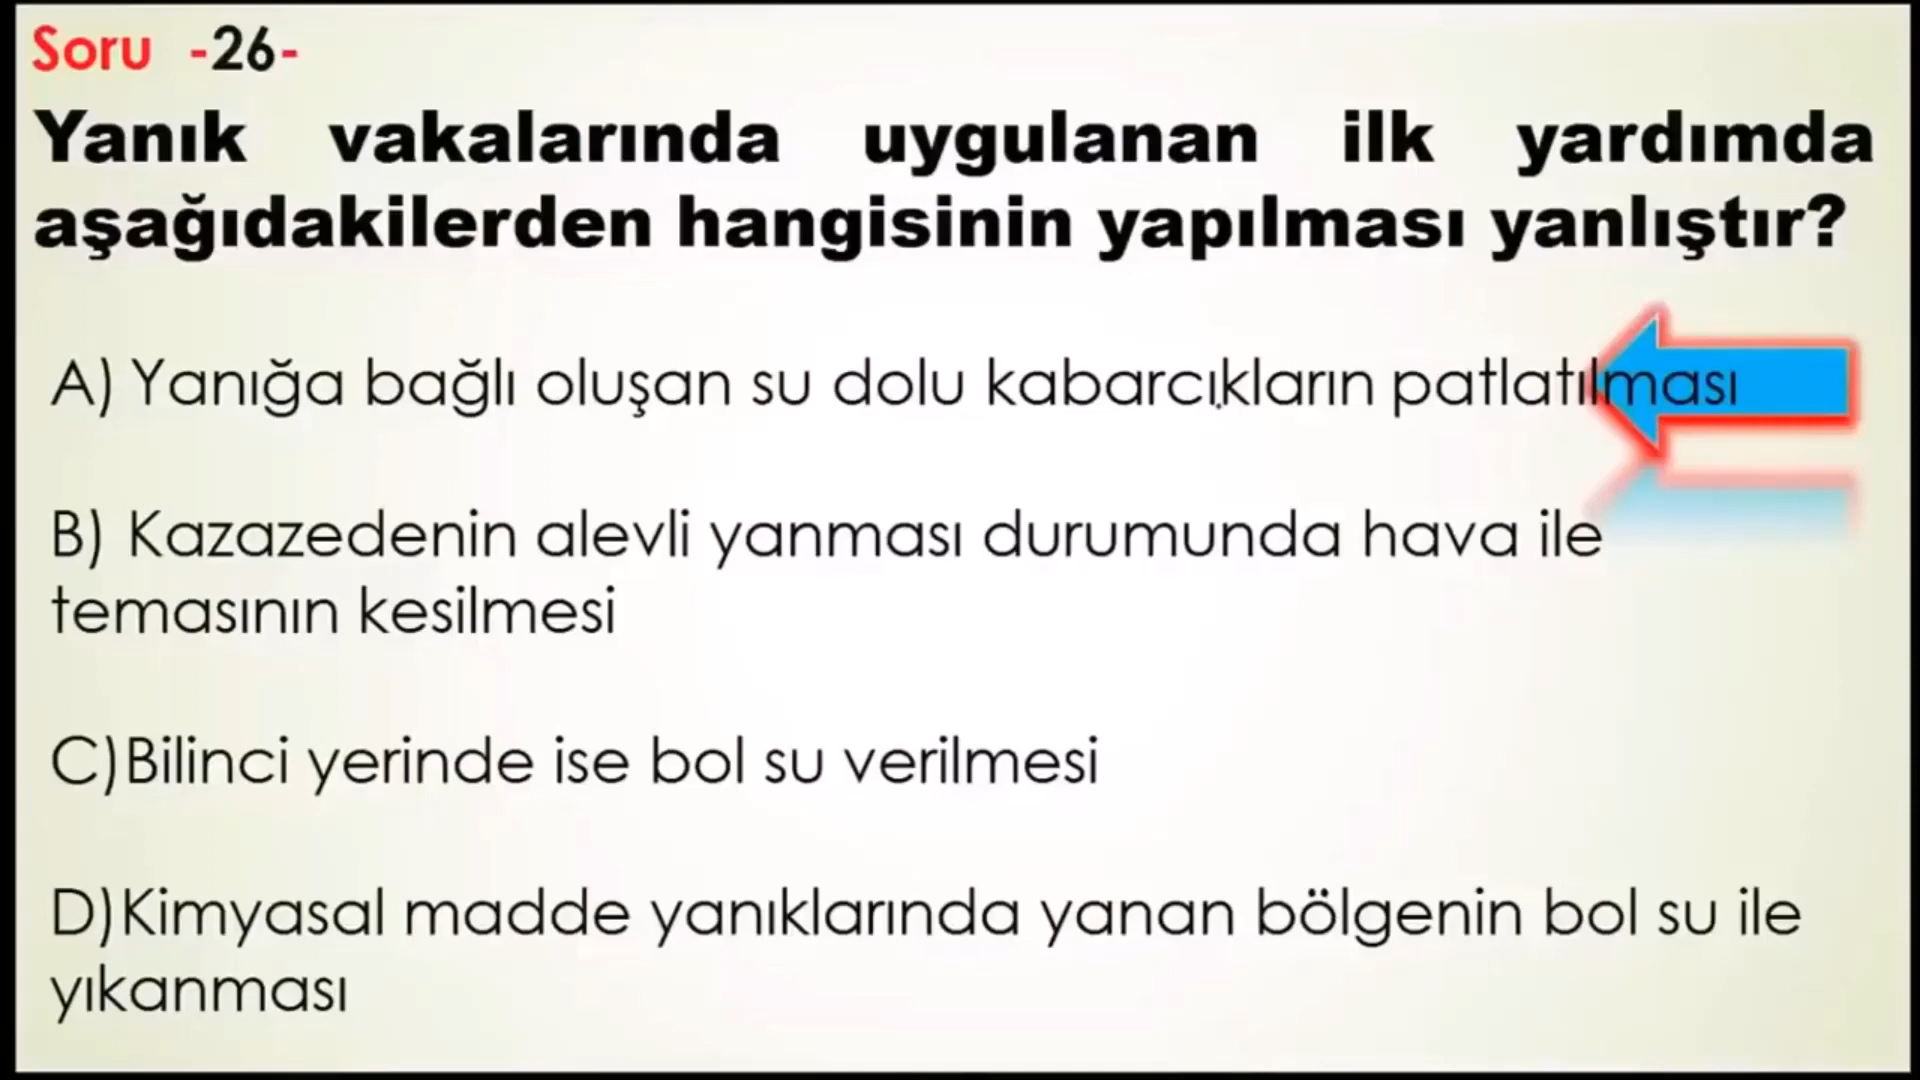 Soru -26-
Yanık vakalarında uygulanan ilk yardımda
aşağıdakilerden hangisinin yapılması yanlıştır?
A) Yanığa bağlı oluşan su dolu kabarcıkların patlatılması
B) Kazazedenin alevli yanması durumunda hava ile
temasının kesilmesi
C)Bilinci yerinde ise bol su verilmesi
D)Kimyasal madde yanıklarında yanan bölgenin bol su ile
yıkanması